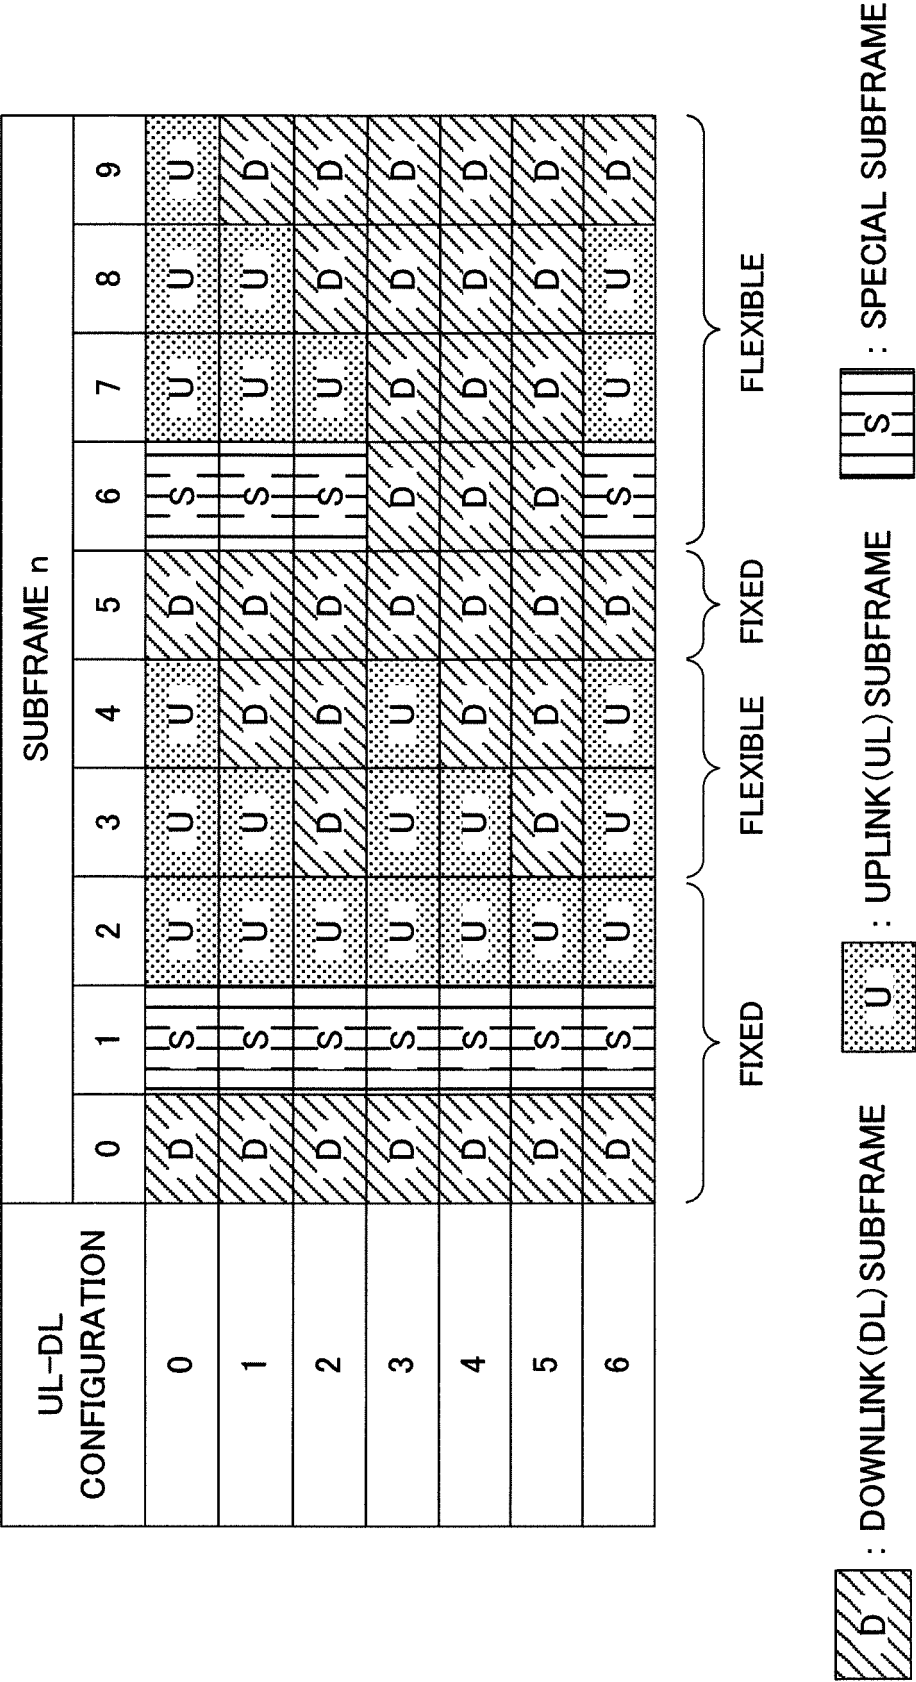 UL-DL CONFIGURATION
SUBFRAME n
0 1 2 3 4 5 6 7 8 9
0 D S U U U D S U U U
1 D S U U D D S U U D
2 D S U D D D S U D D
3 D S U U U D D D D D
4 D S U U D D D D D D
5 D S U D D D D D D D
6 D S U U U D S U U D
FIXED FLEXIBLE FIXED FLEXIBLE
D : DOWNLINK(DL)SUBFRAME U : UPLINK(UL)SUBFRAME S : SPECIAL SUBFRAME